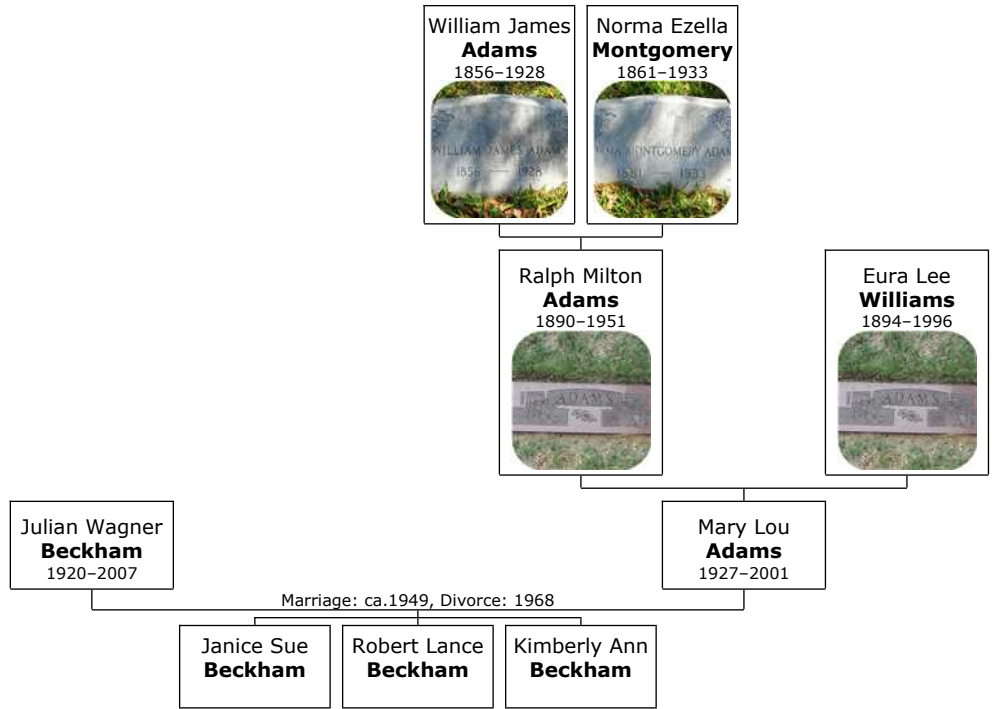 William James
Adams
1856–1928
WILLIAM JAMES ADAMS
1856 — 1928
Norma Ezella
Montgomery
1861–1933
MONTGOMERY ADAM
1861 — 1933
Ralph Milton
Adams
1890–1951
ADAMS
Eura Lee
Williams
1894–1996
ADAMS
Julian Wagner
Beckham
1920–2007
Mary Lou
Adams
1927–2001
Marriage: ca.1949, Divorce: 1968
Janice Sue
Beckham
Robert Lance
Beckham
Kimberly Ann
Beckham